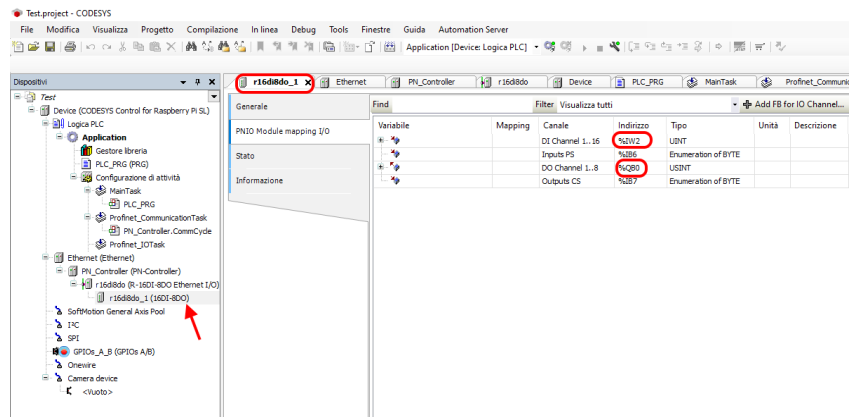 Test.project - CODESYS
File Modifica Visualizza Progetto Compilazione In linea Debug Tools Finestre Guida Automation Server
Application [Device: Logica PLC]
Dispositivi
Test
Device (CODESYS Control for Raspberry Pi SL)
Logica PLC
Application
Gestore libreria
PLC_PRG (PRG)
Configurazione di attività
MainTask
PLC_PRG
Profinet_CommunicationTask
PN_Controller.CommCycle
Profinet_IOTask
Ethernet (Ethernet)
PN_Controller (PN-Controller)
r16di8do (R-16DI-8DO Ethernet I/O)
r16di8do_1 (16DI-8DO)
SoftMotion General Axis Pool
I²C
SPI
GPIOs_A_B (GPIOs A/B)
Onewire
Camera device
<Vuoto>
r16di8do_1 Ethernet PN_Controller r16di8do Device PLC_PRG MainTask Profinet_Communic
Generale
PNIO Module mapping I/O
Stato
Informazione
Find Filter Visualizza tutti Add FB for IO Channel...
Variabile Mapping Canale Indirizzo Tipo Unità Descrizione
DI Channel 1..16 %IW2 UINT
Inputs PS %IB6 Enumeration of BYTE
DO Channel 1..8 %QB0 USINT
Outputs CS %IB7 Enumeration of BYTE